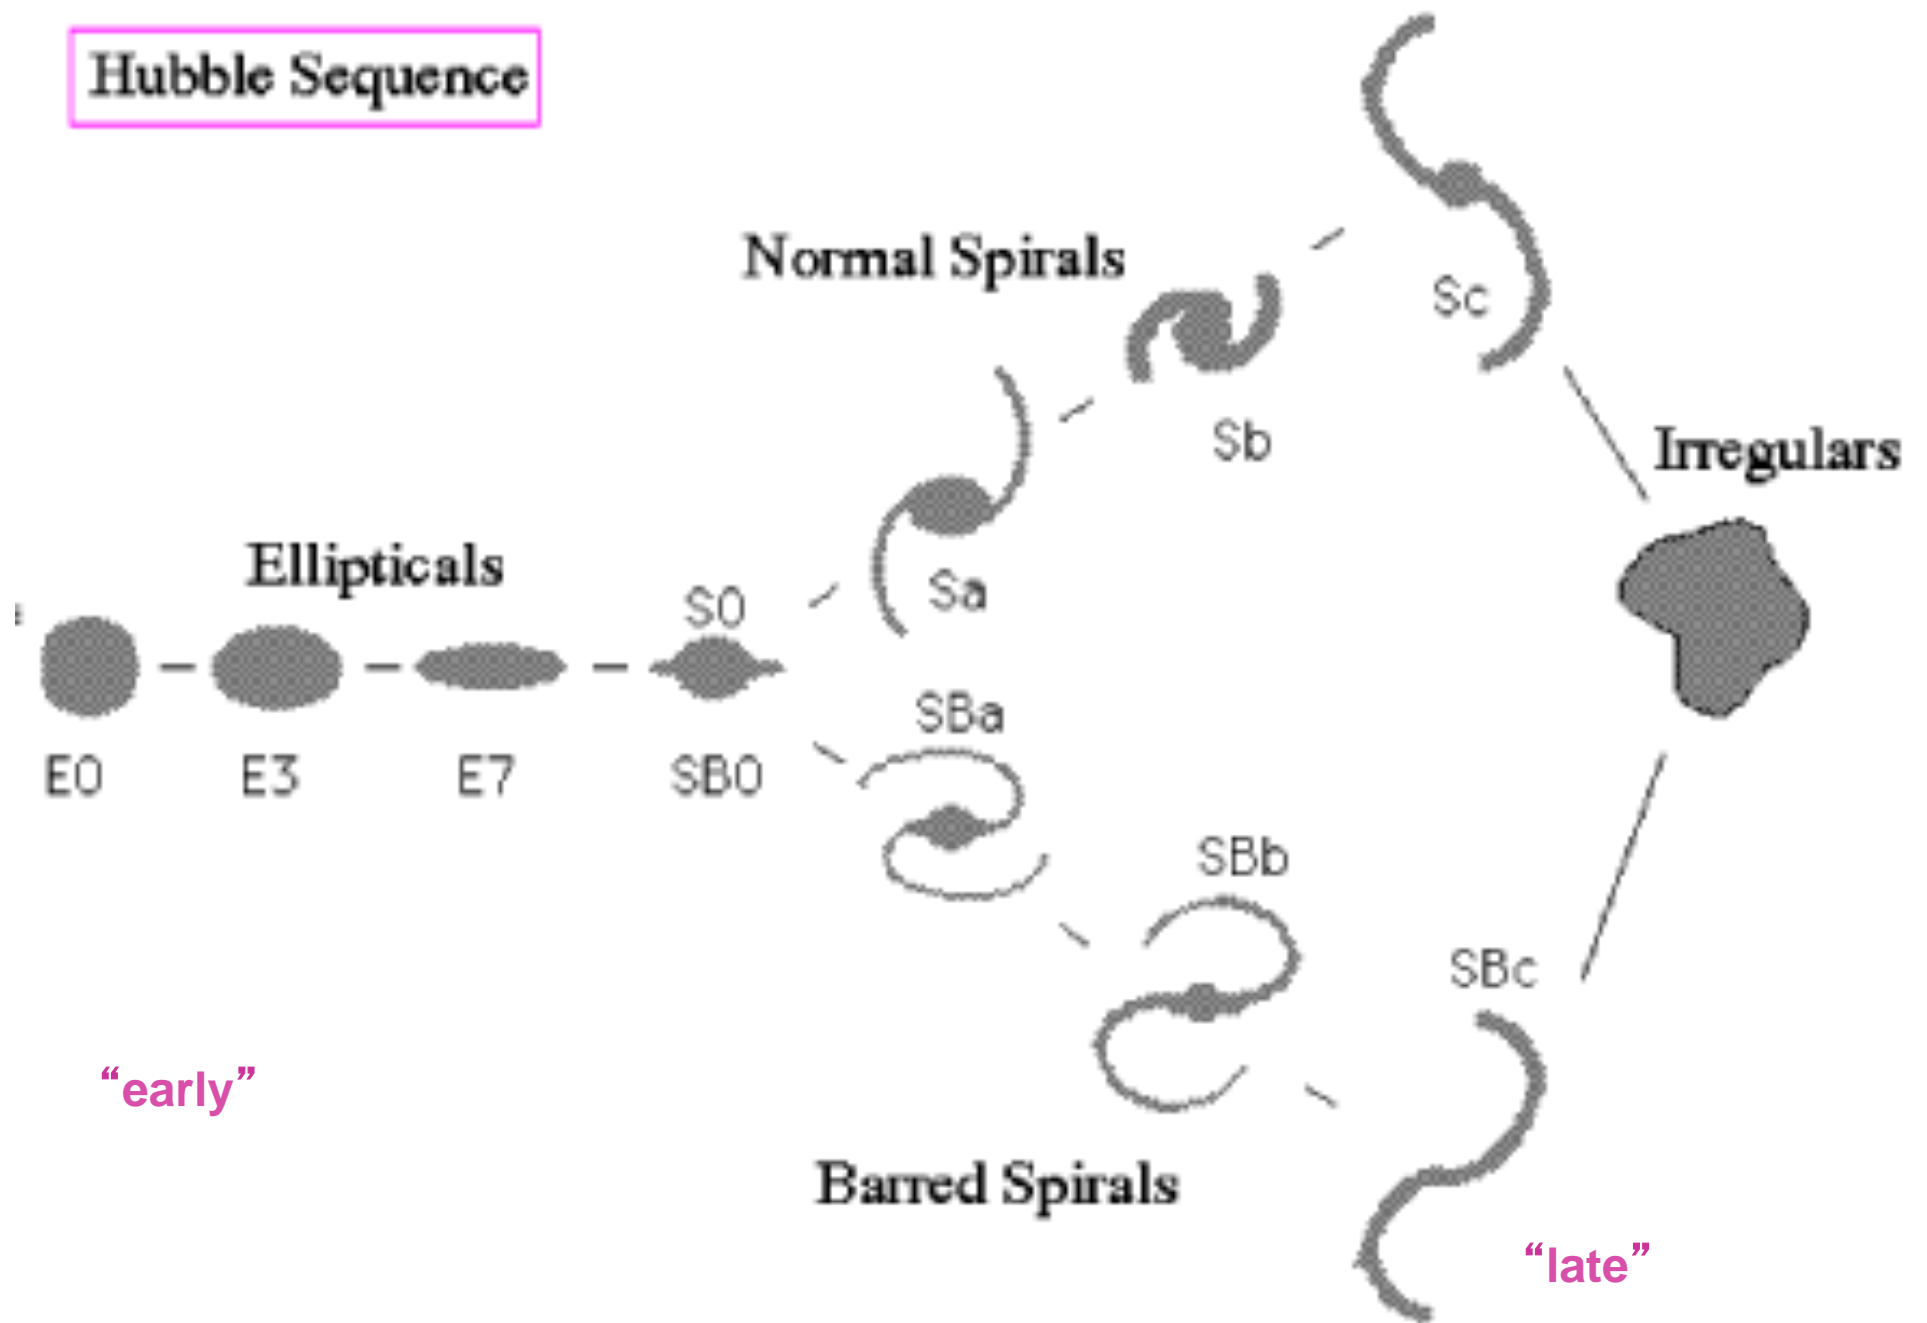 Hubble Sequence
Normal Spirals
Sc
Sb
Irregulars
Ellipticals
S0
Sa
SBa
E0
E3
E7
SB0
SBb
SBc
“early”
Barred Spirals
“late”